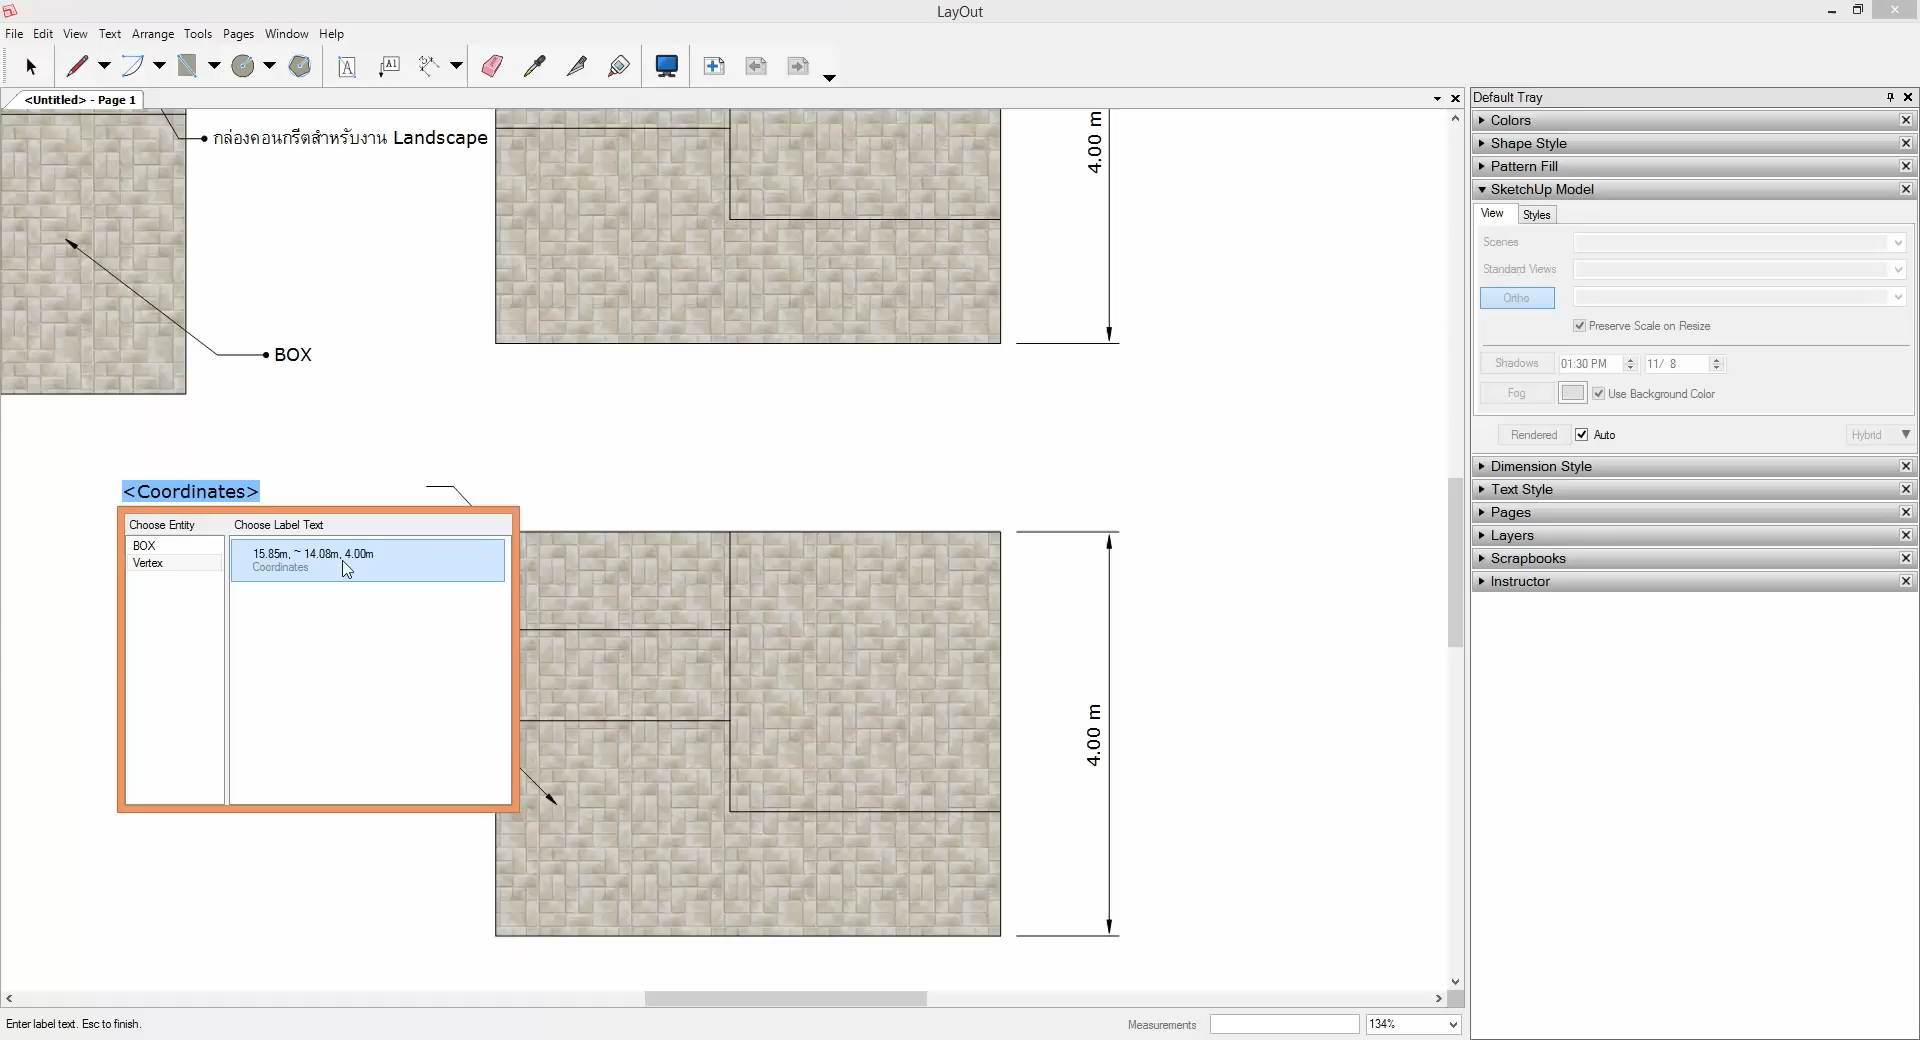 LayOut
File Edit View Text Arrange Tools Pages Window Help
<Untitled> - Page 1
Default Tray
Colors
Shape Style
Pattern Fill
SketchUp Model
View Styles
Scenes
Standard Views
Ortho
Preserve Scale on Resize
Shadows 01:30 PM 11/ 8
Fog Use Background Color
Rendered Auto Hybrid
Dimension Style
Text Style
Pages
Layers
Scrapbooks
Instructor
กล่องคอนกรีตสำหรับงาน Landscape
4.00 m
BOX
<Coordinates>
Choose Entity Choose Label Text
BOX
Vertex
15.85m, ~ 14.08m, 4.00m
Coordinates
4.00 m
Enter label text. Esc to finish.
Measurements 134%